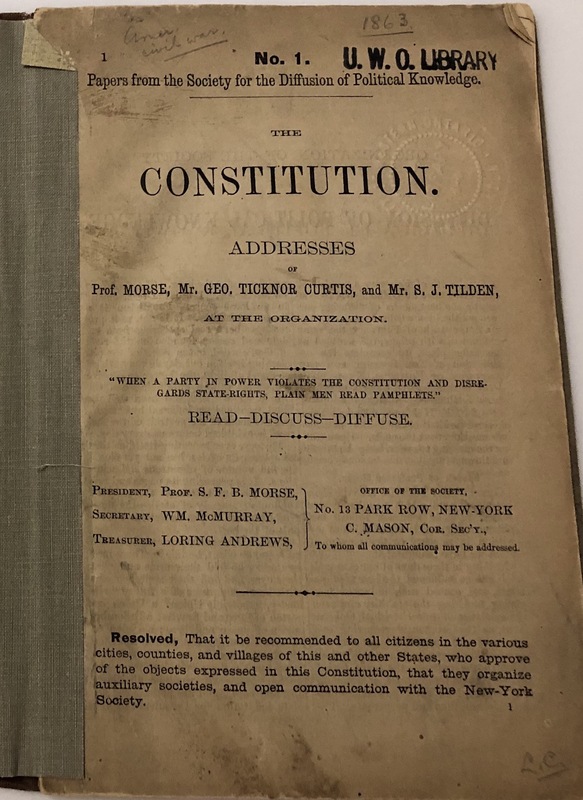 1863
Amer.
civil war.
1
No. 1.
U. W. O. LIBRARY
Papers from the Society for the Diffusion of Political Knowledge.
THE
CONSTITUTION.
ADDRESSES
OF
Prof. MORSE, Mr. GEO. TICKNOR CURTIS, and Mr. S. J. TILDEN,
AT THE ORGANIZATION.
"WHEN A PARTY IN POWER VIOLATES THE CONSTITUTION AND DISRE-
GARDS STATE-RIGHTS, PLAIN MEN READ PAMPHLETS."
READ—DISCUSS—DIFFUSE.
PRESIDENT, PROF. S. F. B. MORSE,
SECRETARY, WM. McMURRAY,
TREASURER, LORING ANDREWS,
OFFICE OF THE SOCIETY,
No. 13 PARK ROW, NEW-YORK
C. MASON, COR. SEC'Y.,
To whom all communications may be addressed.
Resolved, That it be recommended to all citizens in the various
cities, counties, and villages of this and other States, who approve
of the objects expressed in this Constitution, that they organize
auxiliary societies, and open communication with the New-York
Society.
1
L.C.